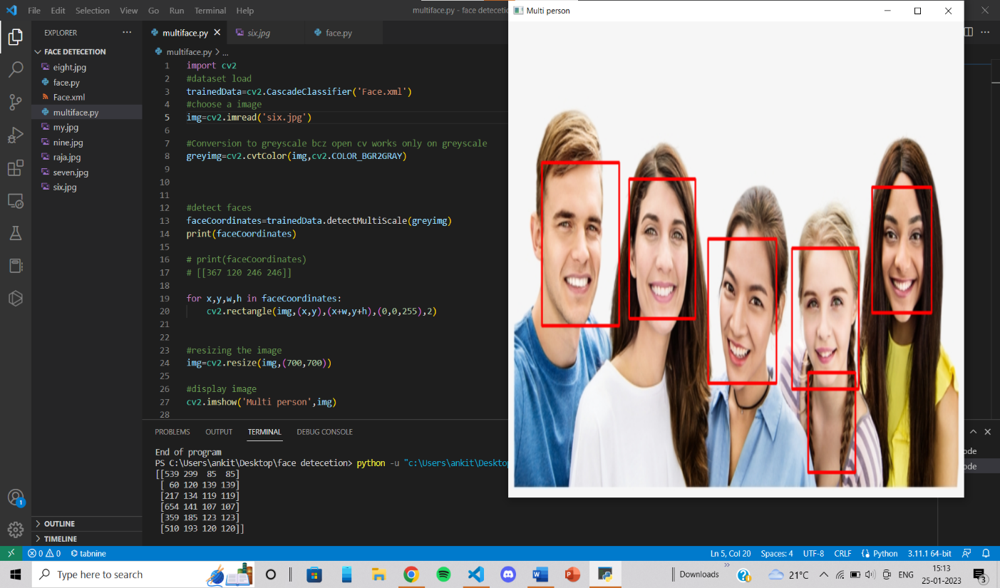 File Edit Selection View Go Run Terminal Help
multiface.py - face detecetio
Multi person
EXPLORER
FACE DETECETION
eight.jpg
face.py
Face.xml
multiface.py
my.jpg
nine.jpg
raja.jpg
seven.jpg
six.jpg
OUTLINE
TIMELINE
multiface.py six.jpg face.py
multiface.py > ...
1 import cv2
2 #dataset load
3 trainedData=cv2.CascadeClassifier('Face.xml')
4 #choose a image
5 img=cv2.imread('six.jpg')
6
7 #Conversion to greyscale bcz open cv works only on greyscale
8 greyimg=cv2.cvtColor(img,cv2.COLOR_BGR2GRAY)
9
10
11
12 #detect faces
13 faceCoordinates=trainedData.detectMultiScale(greyimg)
14 print(faceCoordinates)
15
16 # print(faceCoordinates)
17 # [[367 120 246 246]]
18
19 for x,y,w,h in faceCoordinates:
20 cv2.rectangle(img,(x,y),(x+w,y+h),(0,0,255),2)
21
22
23 #resizing the image
24 img=cv2.resize(img,(700,700))
25
26 #display image
27 cv2.imshow('Multi person',img)
28
PROBLEMS OUTPUT TERMINAL DEBUG CONSOLE
End of program
PS C:\Users\ankit\Desktop\face detecetion> python -u "c:\Users\ankit\Desktop
[[539 299 85 85]
[ 60 120 139 139]
[217 134 119 119]
[654 141 107 107]
[359 185 123 123]
[510 193 120 120]]
ode
ode
1
0 0 tabnine
Ln 5, Col 20 Spaces: 4 UTF-8 CRLF Python 3.11.1 64-bit
Type here to search
Downloads
21°C
ENG
15:13
25-01-2023
3